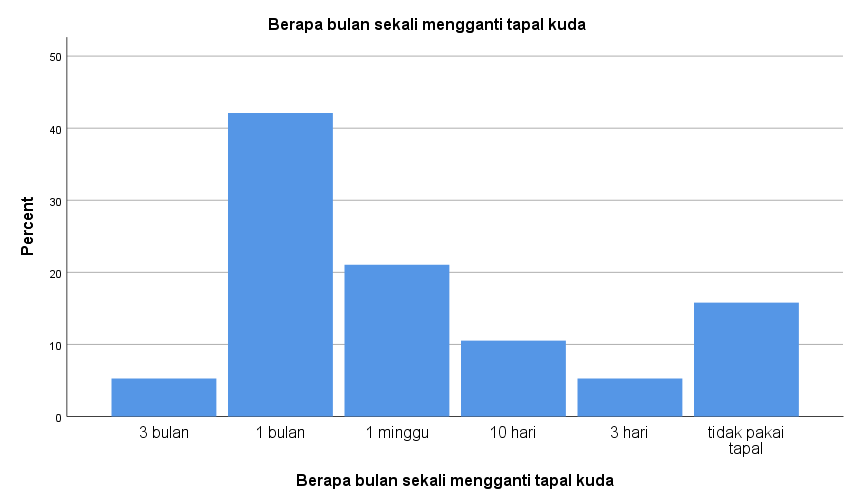 Berapa bulan sekali mengganti tapal kuda
50
40
30
20
10
0
Percent
3 bulan
1 bulan
1 minggu
10 hari
3 hari
tidak pakai
tapal
Berapa bulan sekali mengganti tapal kuda